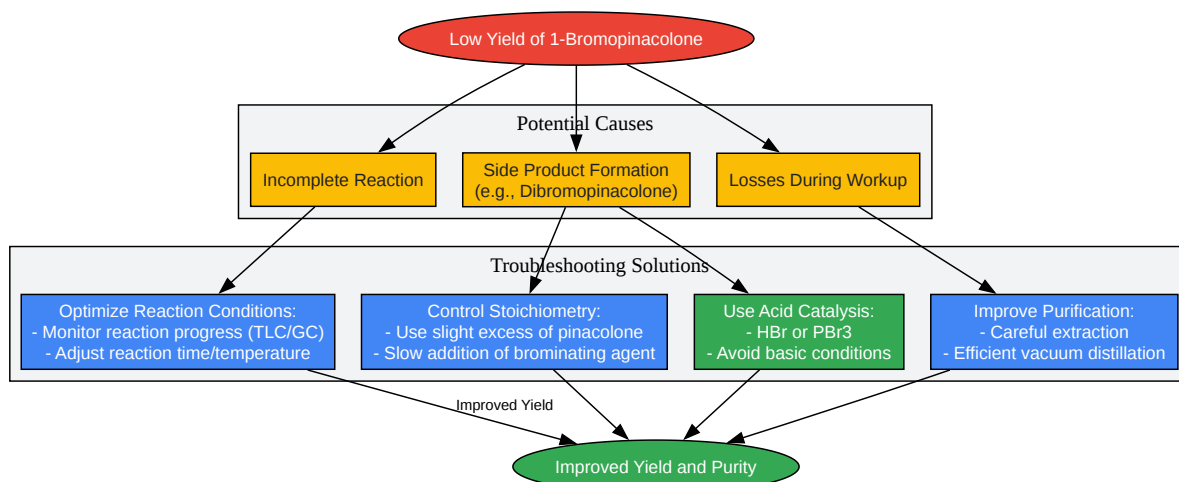 Low Yield of 1-Bromopinacolone
Potential Causes
Incomplete Reaction
Side Product Formation
(e.g., Dibromopinacolone)
Losses During Workup
Troubleshooting Solutions
Optimize Reaction Conditions:
- Monitor reaction progress (TLC/GC)
- Adjust reaction time/temperature
Control Stoichiometry:
- Use slight excess of pinacolone
- Slow addition of brominating agent
Use Acid Catalysis:
- HBr or PBr3
- Avoid basic conditions
Improve Purification:
- Careful extraction
- Efficient vacuum distillation
Improved Yield
Improved Yield and Purity